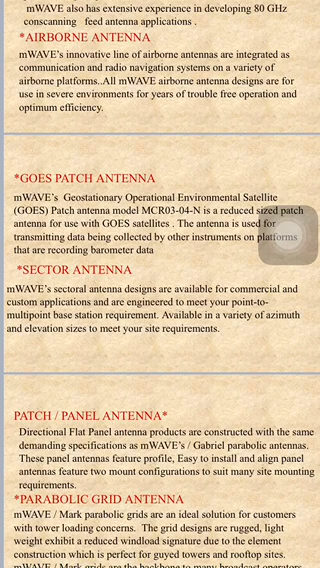 mWAVE also has extensive experience in developing 80 GHz
conscanning feed antenna applications .
*AIRBORNE ANTENNA
mWAVE's innovative line of airborne antennas are integrated as
communication and radio navigation systems on a variety of
airborne platforms..All mWAVE airborne antenna designs are for
use in severe environments for years of trouble free operation and
optimum efficiency.
*GOES PATCH ANTENNA
mWAVE's Geostationary Operational Environmental Satellite
(GOES) Patch antenna model MCR03-04-N is a reduced sized patch
antenna for use with GOES satellites . The antenna is used for
transmitting data being collected by other instruments on platforms
that are recording barometer data
*SECTOR ANTENNA
mWAVE's sectoral antenna designs are available for commercial and
custom applications and are engineered to meet your point-to-
multipoint base station requirement. Available in a variety of azimuth
and elevation sizes to meet your site requirements.
PATCH / PANEL ANTENNA*
Directional Flat Panel antenna products are constructed with the same
demanding specifications as mWAVE's / Gabriel parabolic antennas.
These panel antennas feature profile, Easy to install and align panel
antennas feature two mount configurations to suit many site mounting
requirements.
*PARABOLIC GRID ANTENNA
mWAVE / Mark parabolic grids are an ideal solution for customers
with tower loading concerns. The grid designs are rugged, light
weight exhibit a reduced windload signature due to the element
construction which is perfect for guyed towers and rooftop sites.
mWAVE / Mark grids are the backbone to many broadcast operators